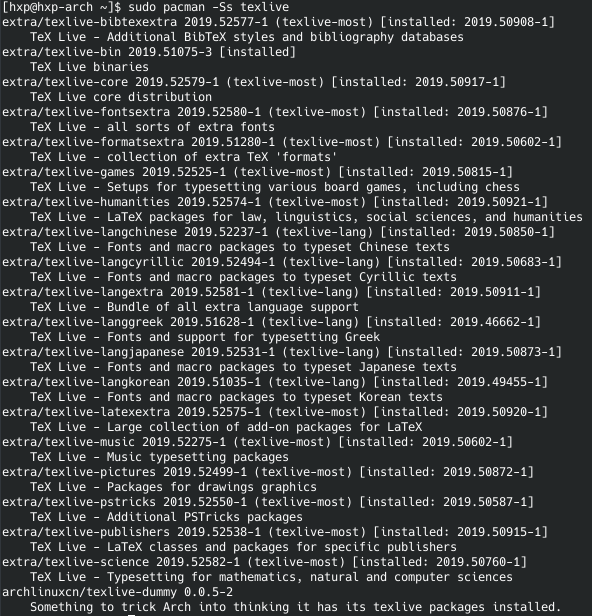 [hxp@hxp-arch ~]$ sudo pacman -Ss texlive
extra/texlive-bibtexextra 2019.52577-1 (texlive-most) [installed: 2019.50908-1]
    TeX Live - Additional BibTeX styles and bibliography databases
extra/texlive-bin 2019.51075-3 [installed]
    TeX Live binaries
extra/texlive-core 2019.52579-1 (texlive-most) [installed: 2019.50917-1]
    TeX Live core distribution
extra/texlive-fontsextra 2019.52580-1 (texlive-most) [installed: 2019.50876-1]
    TeX Live - all sorts of extra fonts
extra/texlive-formatsextra 2019.51280-1 (texlive-most) [installed: 2019.50602-1]
    TeX Live - collection of extra TeX 'formats'
extra/texlive-games 2019.52525-1 (texlive-most) [installed: 2019.50815-1]
    TeX Live - Setups for typesetting various board games, including chess
extra/texlive-humanities 2019.52574-1 (texlive-most) [installed: 2019.50921-1]
    TeX Live - LaTeX packages for law, linguistics, social sciences, and humanities
extra/texlive-langchinese 2019.52237-1 (texlive-lang) [installed: 2019.50850-1]
    TeX Live - Fonts and macro packages to typeset Chinese texts
extra/texlive-langcyrillic 2019.52494-1 (texlive-lang) [installed: 2019.50683-1]
    TeX Live - Fonts and macro packages to typeset Cyrillic texts
extra/texlive-langextra 2019.52581-1 (texlive-lang) [installed: 2019.50911-1]
    TeX Live - Bundle of all extra language support
extra/texlive-langgreek 2019.51628-1 (texlive-lang) [installed: 2019.46662-1]
    TeX Live - Fonts and support for typesetting Greek
extra/texlive-langjapanese 2019.52531-1 (texlive-lang) [installed: 2019.50873-1]
    TeX Live - Fonts and macro packages to typeset Japanese texts
extra/texlive-langkorean 2019.51035-1 (texlive-lang) [installed: 2019.49455-1]
    TeX Live - Fonts and macro packages to typeset Korean texts
extra/texlive-latexextra 2019.52575-1 (texlive-most) [installed: 2019.50920-1]
    TeX Live - Large collection of add-on packages for LaTeX
extra/texlive-music 2019.52275-1 (texlive-most) [installed: 2019.50602-1]
    TeX Live - Music typesetting packages
extra/texlive-pictures 2019.52499-1 (texlive-most) [installed: 2019.50872-1]
    TeX Live - Packages for drawings graphics
extra/texlive-pstricks 2019.52550-1 (texlive-most) [installed: 2019.50587-1]
    TeX Live - Additional PSTricks packages
extra/texlive-publishers 2019.52538-1 (texlive-most) [installed: 2019.50915-1]
    TeX Live - LaTeX classes and packages for specific publishers
extra/texlive-science 2019.52582-1 (texlive-most) [installed: 2019.50760-1]
    TeX Live - Typesetting for mathematics, natural and computer sciences
archlinuxcn/texlive-dummy 0.0.5-2
    Something to trick Arch into thinking it has its texlive packages installed.